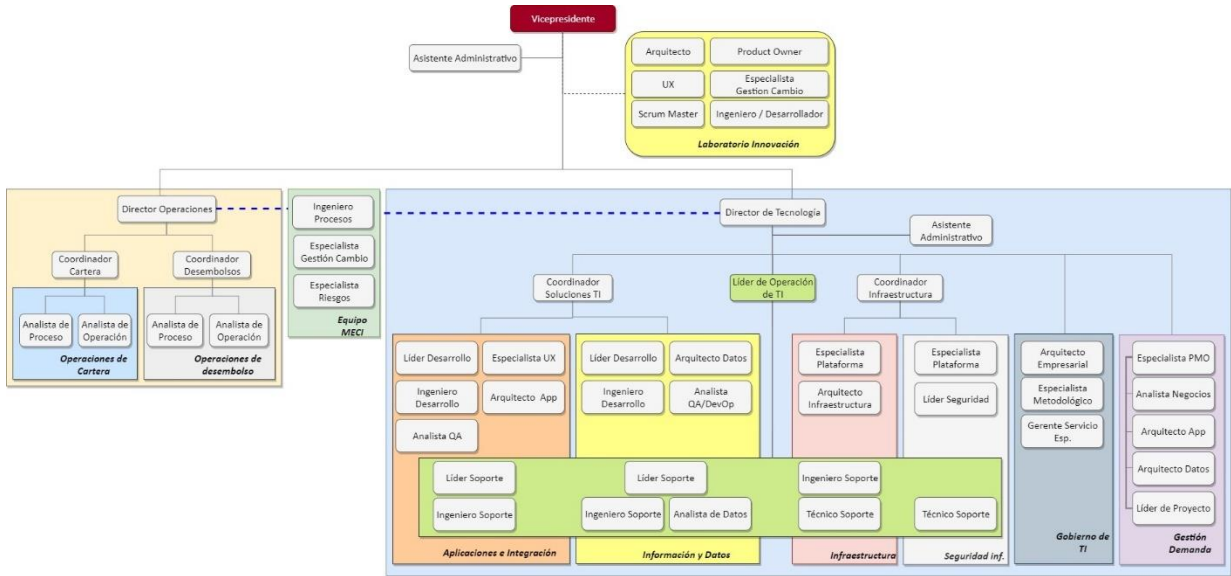 Vicepresidente
Asistente Administrativo
Arquitecto
Product Owner
UX
Especialista
Gestion Cambio
Scrum Master
Ingeniero / Desarrollador
Laboratorio Innovación
Director Operaciones
Coordinador
Cartera
Coordinador
Desembolsos
Analista de
Proceso
Analista de
Operación
Operaciones de
Cartera
Analista de
Proceso
Analista de
Operación
Operaciones de
desembolso
Ingeniero
Procesos
Especialista
Gestión Cambio
Especialista
Riesgos
Equipo
MECI
Director de Tecnología
Asistente
Administrativo
Coordinador
Soluciones TI
Líder de Operación
de TI
Coordinador
Infraestructura
Líder Desarrollo
Especialista UX
Ingeniero
Desarrollo
Arquitecto App
Analista QA
Líder Desarrollo
Arquitecto Datos
Ingeniero
Desarrollo
Analista
QA/DevOp
Especialista
Plataforma
Arquitecto
Infraestructura
Especialista
Plataforma
Líder Seguridad
Arquitecto
Empresarial
Especialista
Metodológico
Gerente Servicio
Esp.
Especialista PMO
Analista Negocios
Arquitecto App
Arquitecto Datos
Líder de Proyecto
Líder Soporte
Ingeniero Soporte
Líder Soporte
Ingeniero Soporte
Analista de Datos
Ingeniero Soporte
Técnico Soporte
Técnico Soporte
Aplicaciones e Integración
Información y Datos
Infraestructura
Seguridad inf.
Gobierno de
TI
Gestión
Demanda